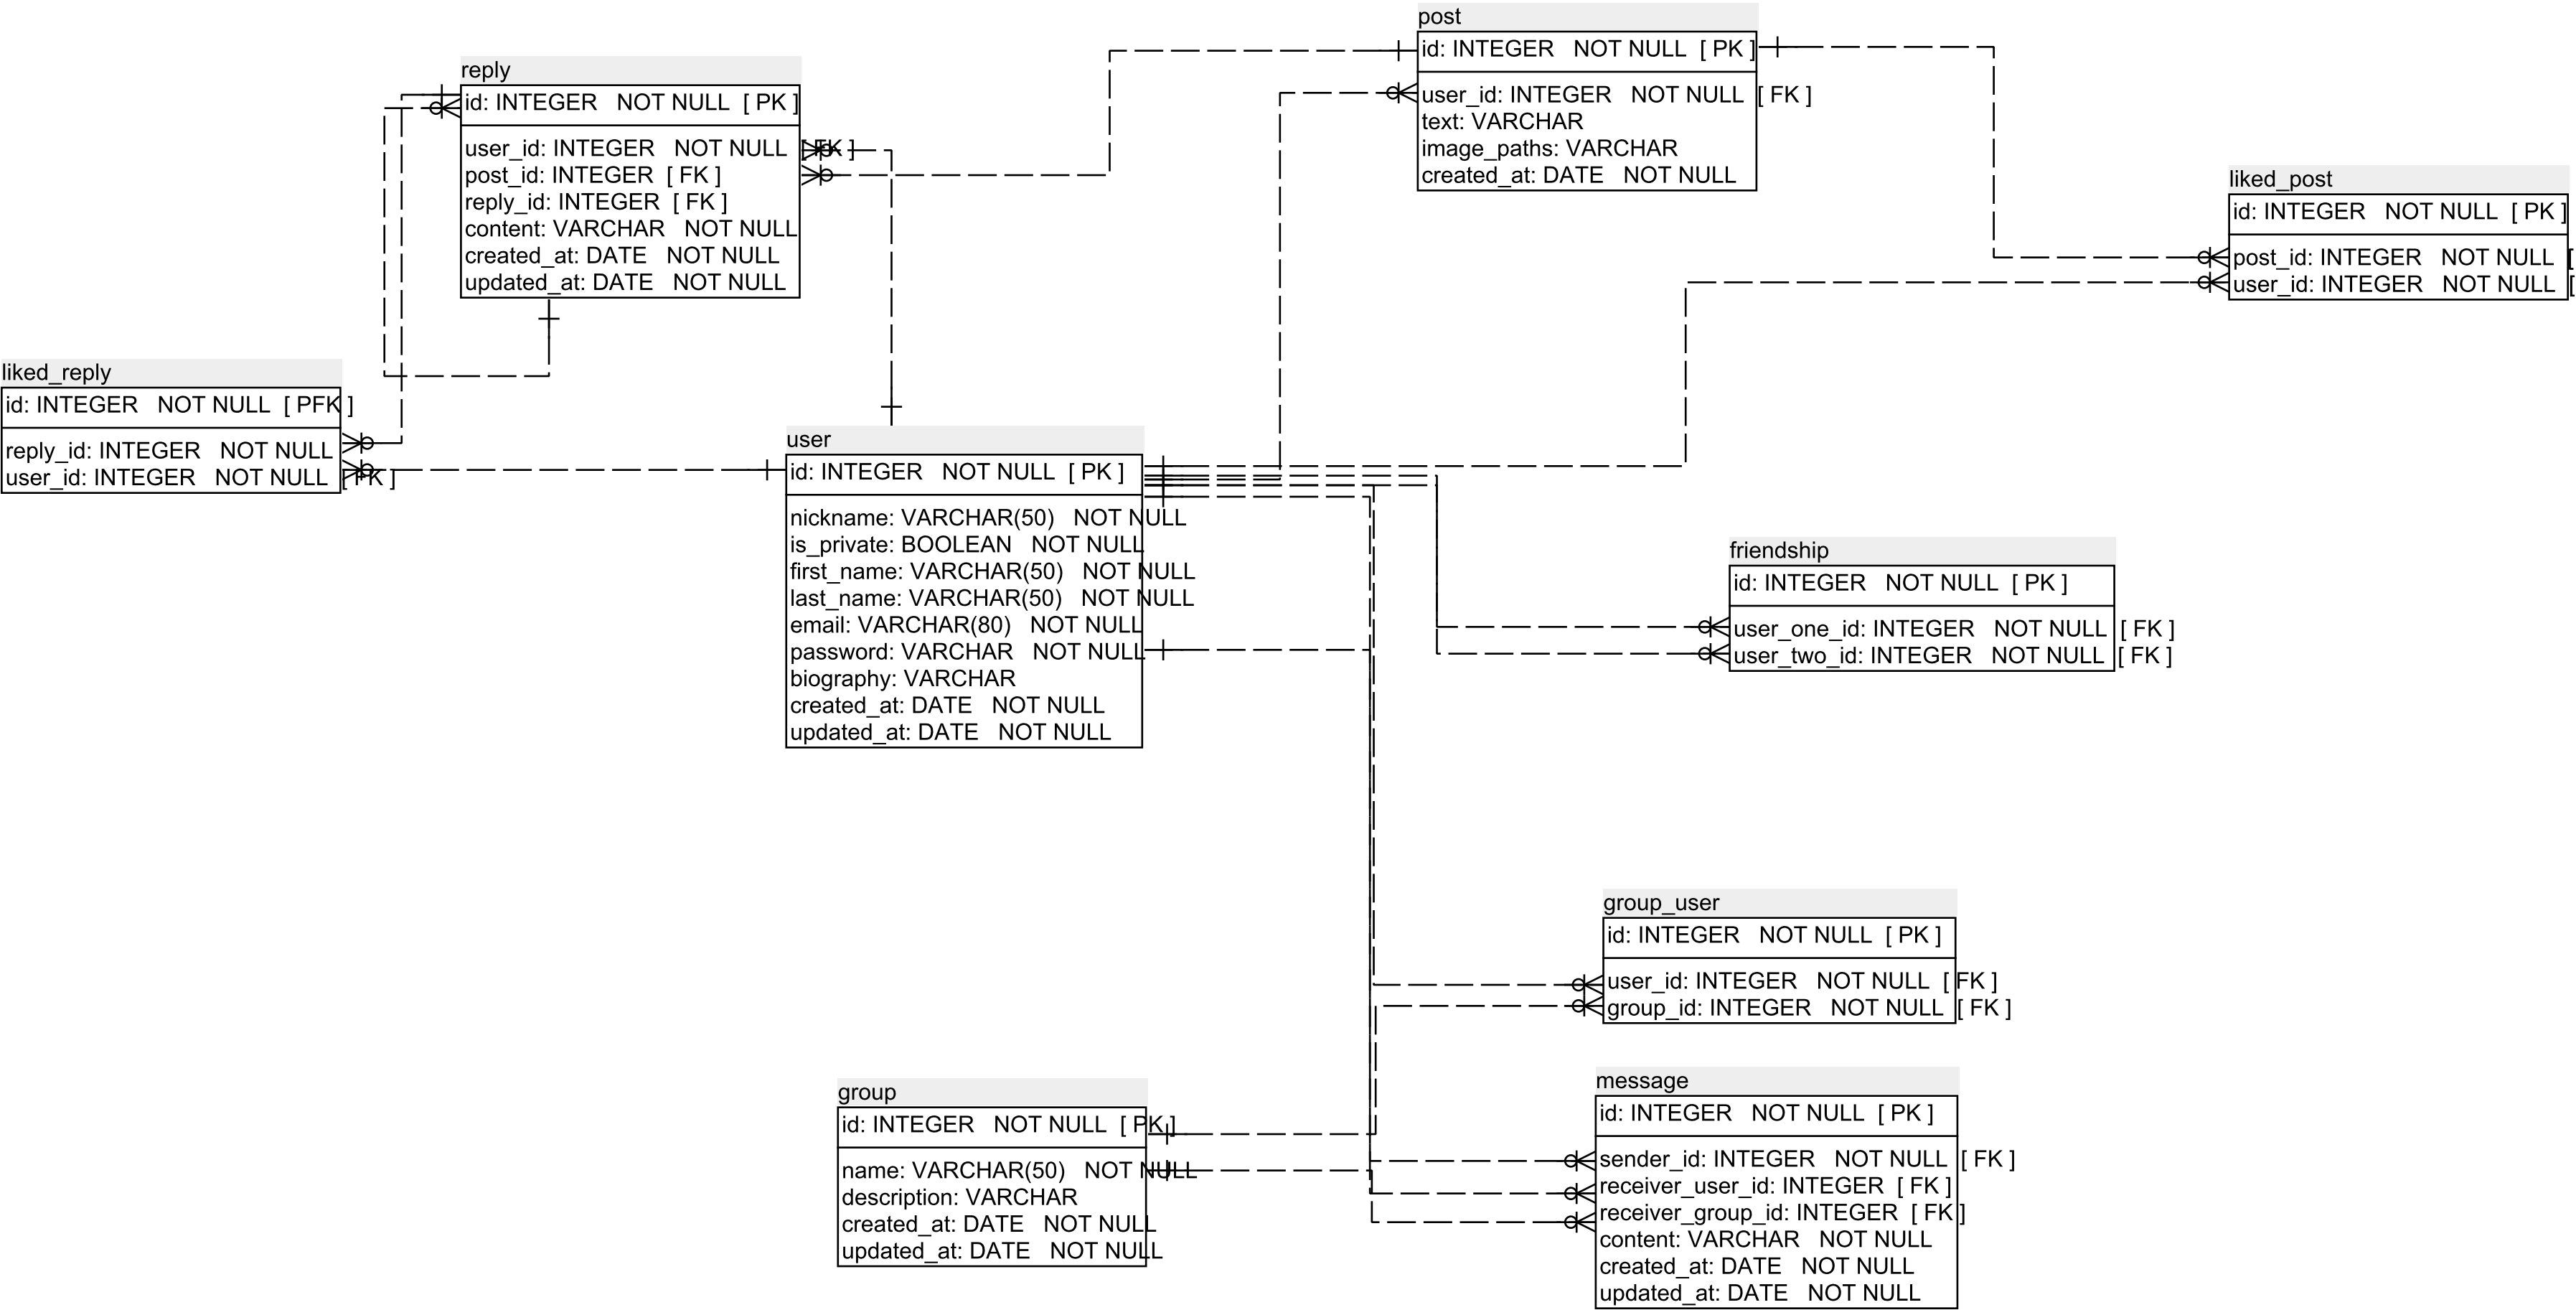 post
id: INTEGER NOT NULL [ PK ]
user_id: INTEGER NOT NULL [ FK ]
text: VARCHAR
image_paths: VARCHAR
created_at: DATE NOT NULL
reply
id: INTEGER NOT NULL [ PK ]
user_id: INTEGER NOT NULL [ FK ]
post_id: INTEGER [ FK ]
reply_id: INTEGER [ FK ]
content: VARCHAR NOT NULL
created_at: DATE NOT NULL
updated_at: DATE NOT NULL
liked_post
id: INTEGER NOT NULL [ PK ]
post_id: INTEGER NOT NULL [
user_id: INTEGER NOT NULL [
liked_reply
id: INTEGER NOT NULL [ PFK ]
reply_id: INTEGER NOT NULL
user_id: INTEGER NOT NULL [ FK ]
user
id: INTEGER NOT NULL [ PK ]
nickname: VARCHAR(50) NOT NULL
is_private: BOOLEAN NOT NULL
first_name: VARCHAR(50) NOT NULL
last_name: VARCHAR(50) NOT NULL
email: VARCHAR(80) NOT NULL
password: VARCHAR NOT NULL
biography: VARCHAR
created_at: DATE NOT NULL
updated_at: DATE NOT NULL
friendship
id: INTEGER NOT NULL [ PK ]
user_one_id: INTEGER NOT NULL [ FK ]
user_two_id: INTEGER NOT NULL [ FK ]
group_user
id: INTEGER NOT NULL [ PK ]
user_id: INTEGER NOT NULL [ FK ]
group_id: INTEGER NOT NULL [ FK ]
group
id: INTEGER NOT NULL [ PK ]
name: VARCHAR(50) NOT NULL
description: VARCHAR
created_at: DATE NOT NULL
updated_at: DATE NOT NULL
message
id: INTEGER NOT NULL [ PK ]
sender_id: INTEGER NOT NULL [ FK ]
receiver_user_id: INTEGER [ FK ]
receiver_group_id: INTEGER [ FK ]
content: VARCHAR NOT NULL
created_at: DATE NOT NULL
updated_at: DATE NOT NULL